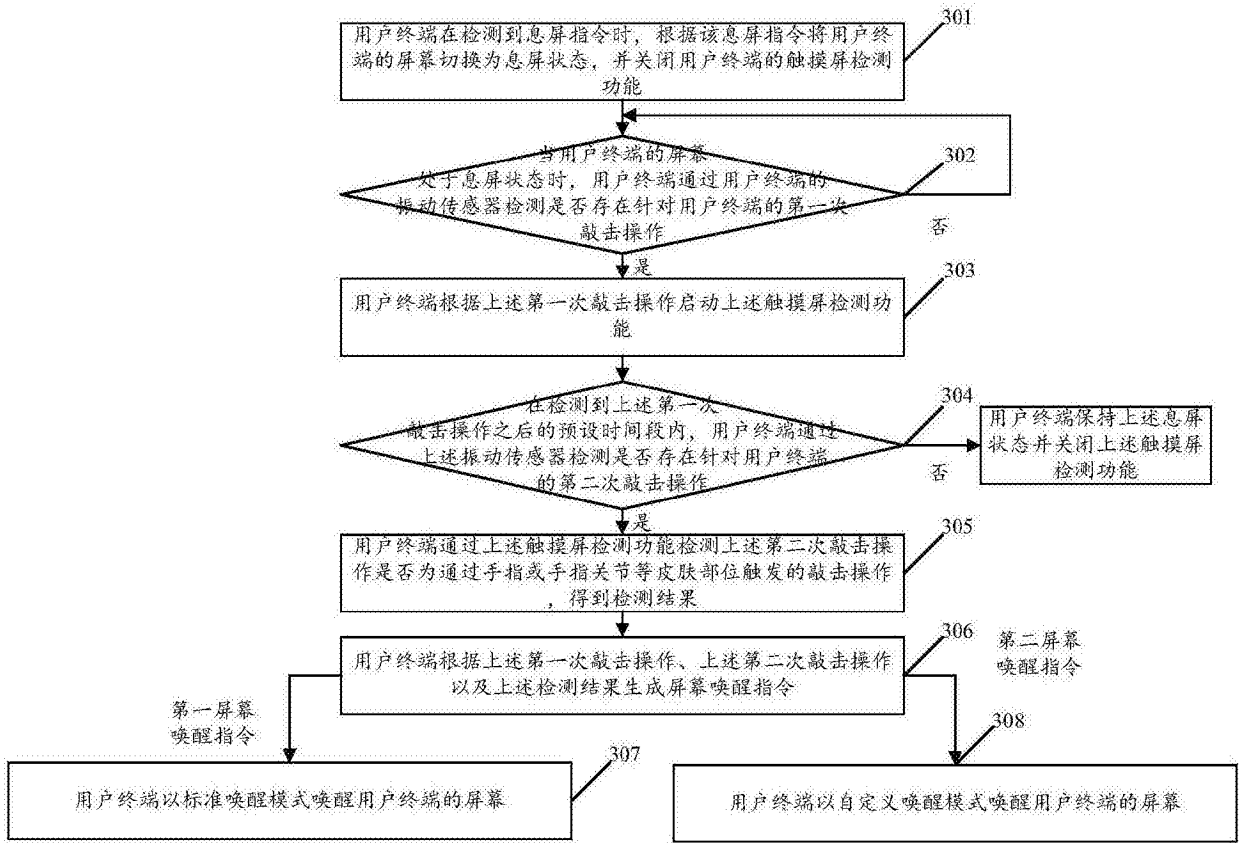 301
用户终端在检测到息屏指令时，根据该息屏指令将用户终
端的屏幕切换为息屏状态，并关闭用户终端的触摸屏检测
功能
302
当用户终端的屏幕
处于息屏状态时，用户终端通过用户终端的
振动传感器检测是否存在针对用户终端的第一次
敲击操作
否
是
303
用户终端根据上述第一次敲击操作启动上述触摸屏检测功
能
304
在检测到上述第一次
敲击操作之后的预设时间段内，用户终端通过
上述振动传感器检测是否存在针对用户终端
的第二次敲击操作
否
用户终端保持上述息屏
状态并关闭上述触摸屏
检测功能
是
305
用户终端通过上述触摸屏检测功能检测上述第二次敲击操
作是否为通过手指或手指关节等皮肤部位触发的敲击操作
，得到检测结果
306
用户终端根据上述第一次敲击操作、上述第二次敲击操作
以及上述检测结果生成屏幕唤醒指令
第二屏幕
唤醒指令
第一屏幕
唤醒指令
307
用户终端以标准唤醒模式唤醒用户终端的屏幕
308
用户终端以自定义唤醒模式唤醒用户终端的屏幕